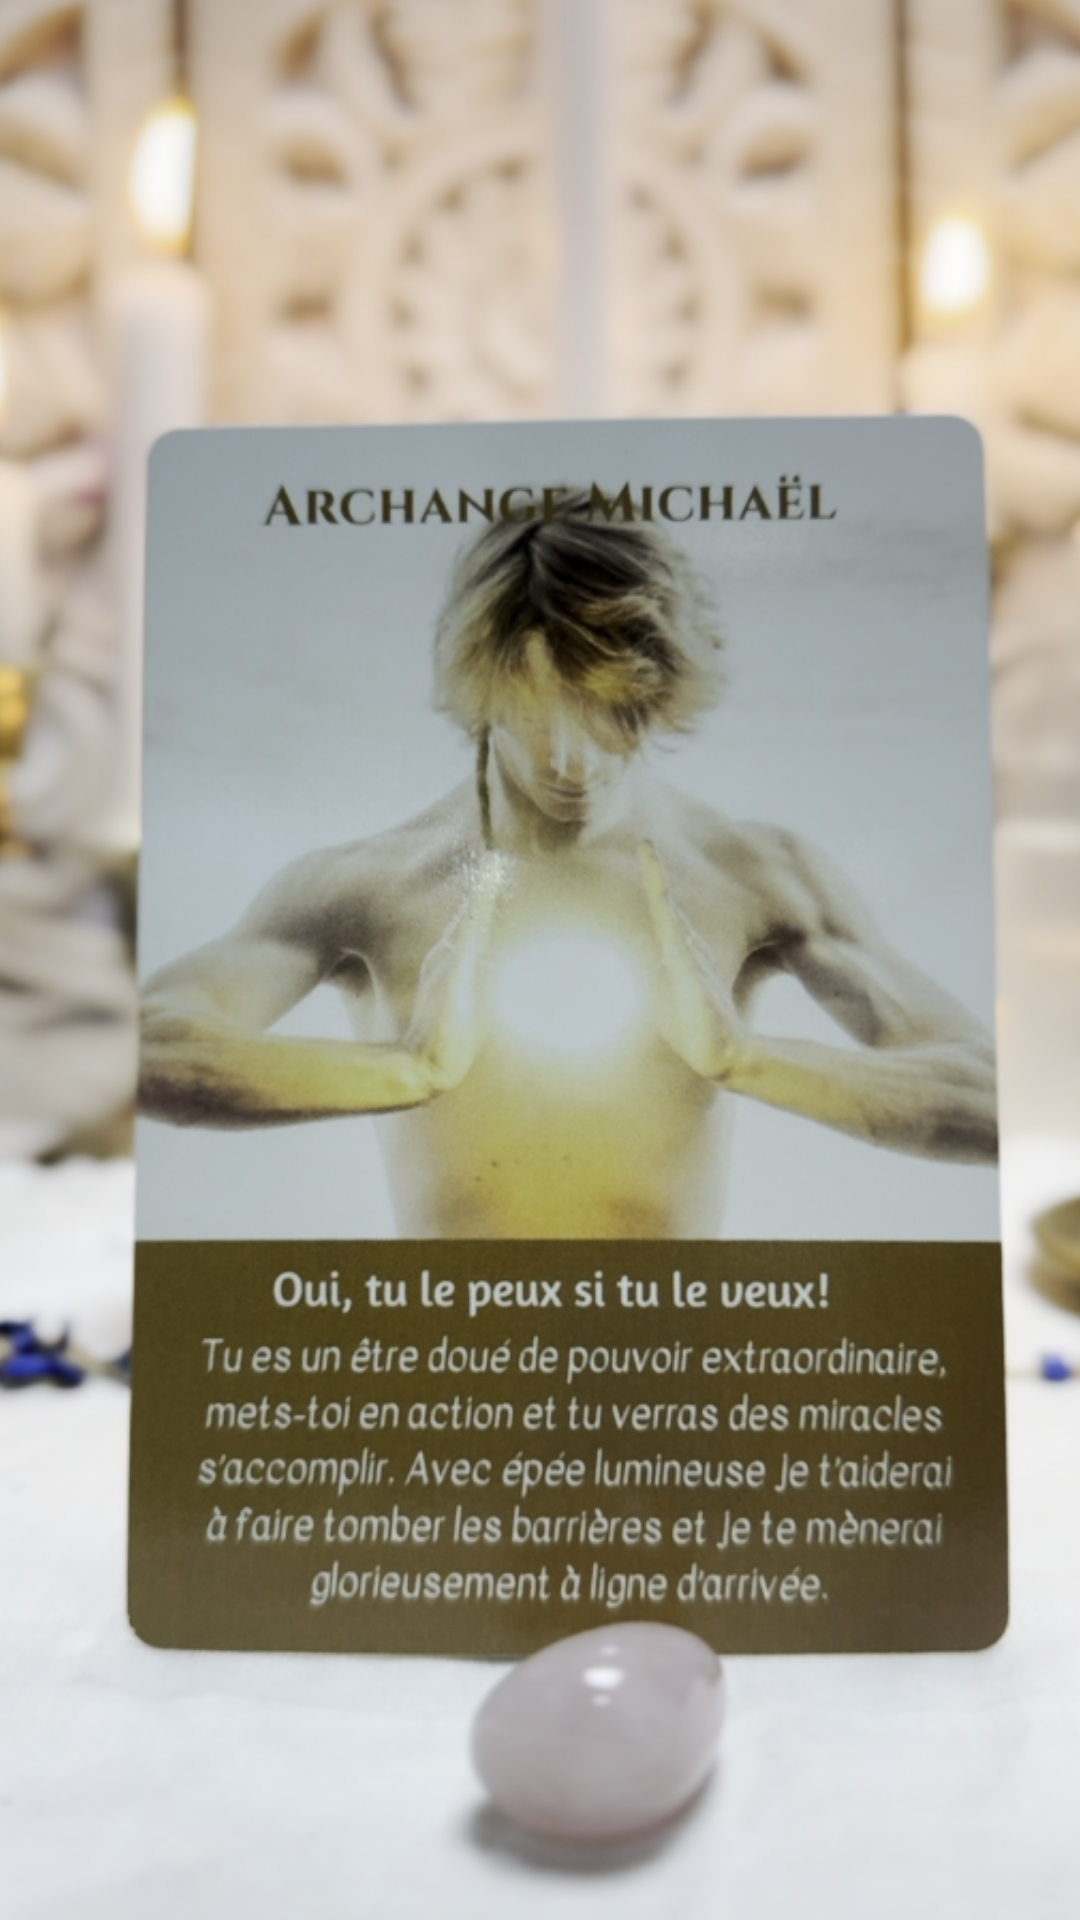 ARCHANGE MICHAËL
Oui, tu le peux si tu le veux!
Tu es un être doué de pouvoir extraordinaire,
mets-toi en action et tu verras des miracles
s'accomplir. Avec épée lumineuse Je t'aiderai
à faire tomber les barrières et Je te mènerai
glorieusement à ligne d'arrivée.